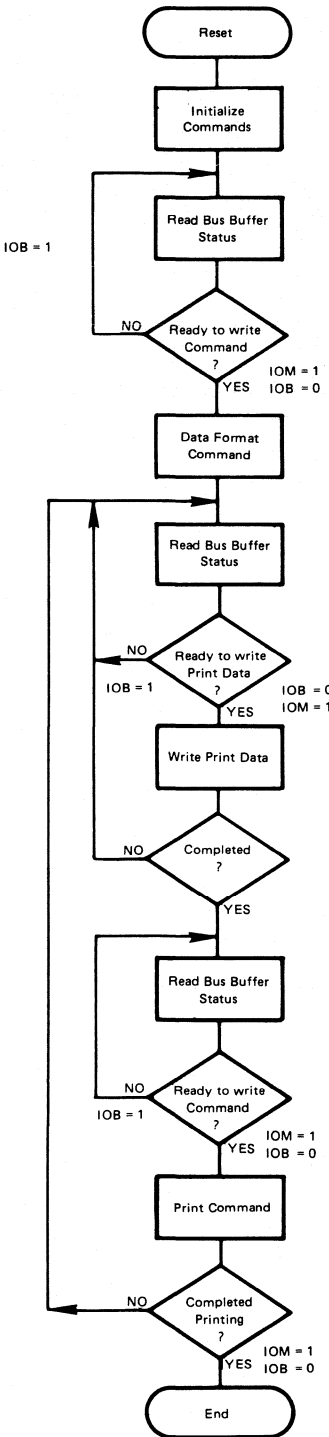 Reset
Initialize
Commands
Read Bus Buffer
Status
IOB = 1
NO
Ready to write
Command
?
IOM = 1
IOB = 0
YES
Data Format
Command
Read Bus Buffer
Status
NO
Ready to write
Print Data
?
IOB = 1
IOB = 0
IOM = 1
YES
Write Print Data
NO
Completed
?
YES
Read Bus Buffer
Status
NO
Ready to write
Command
?
IOB = 1
IOM = 1
IOB = 0
YES
Print Command
NO
Completed
Printing
?
IOM = 1
IOB = 0
YES
End